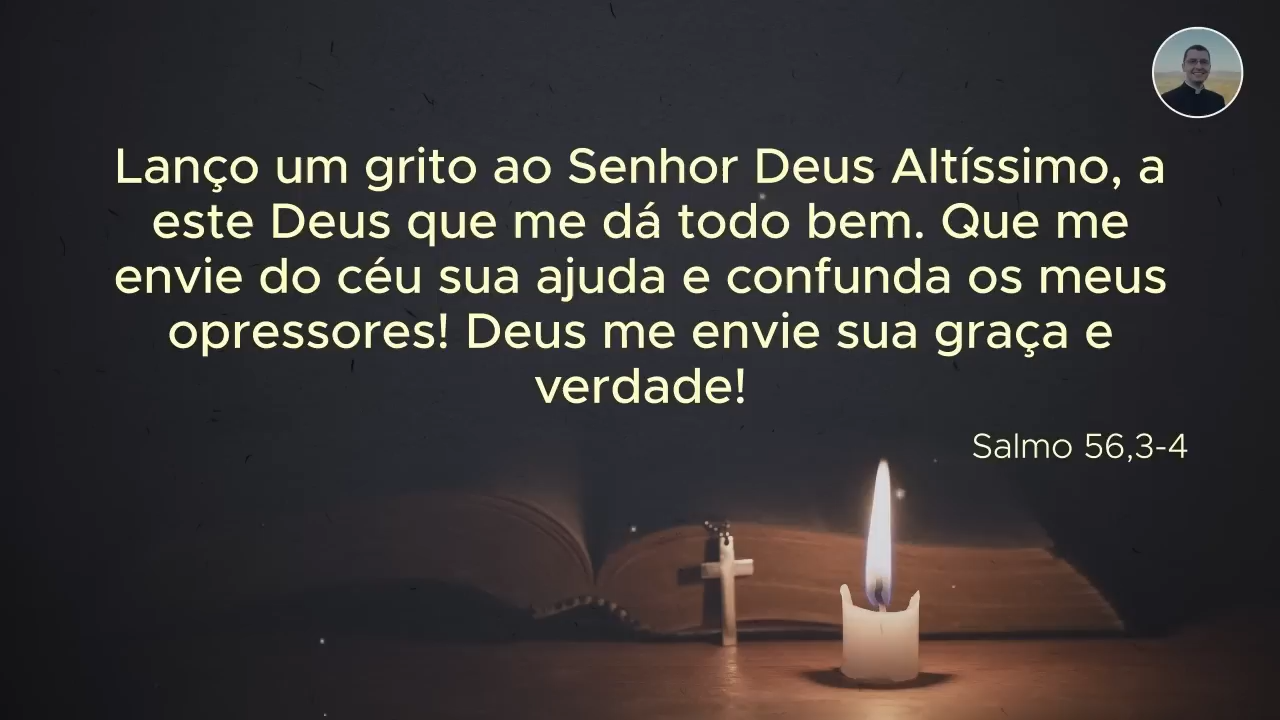 Lanço um grito ao Senhor Deus Altíssimo, a
este Deus que me dá todo bem. Que me
envie do céu sua ajuda e confunda os meus
opressores! Deus me envie sua graça e
verdade!
Salmo 56,3-4